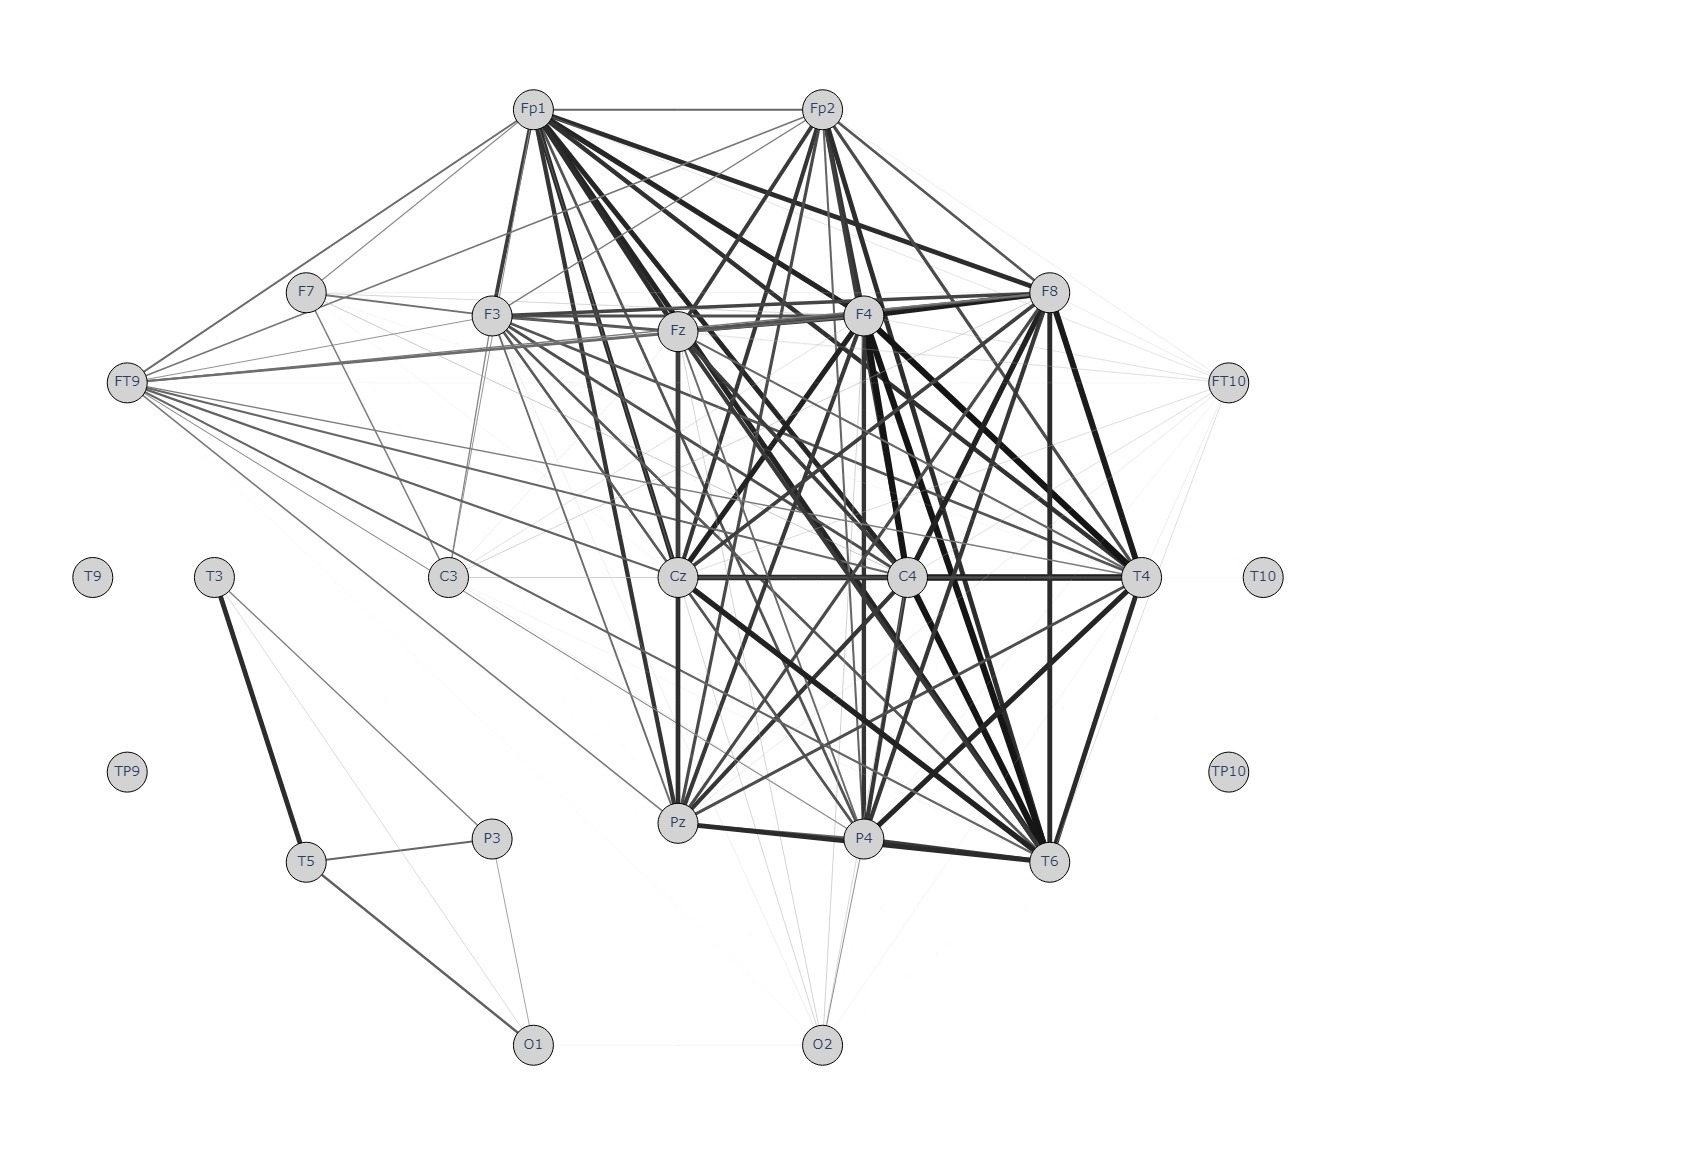 Fp1 Fp2
F7 F3 Fz F4 F8
FT9 FT10
T9 T3 C3 Cz C4 T4 T10
TP9 TP10
T5 P3 Pz P4 T6
O1 O2